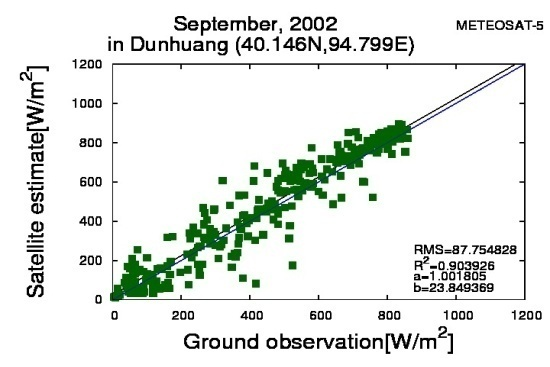 September, 2002
in Dunhuang (40.146N,94.799E)
METEOSAT-5
Satellite estimate[W/m²]
1200
1000
800
600
400
200
0
RMS=87.754828
R²=0.903926
a=1.001805
b=23.849369
0 200 400 600 800 1000 1200
Ground observation[W/m²]